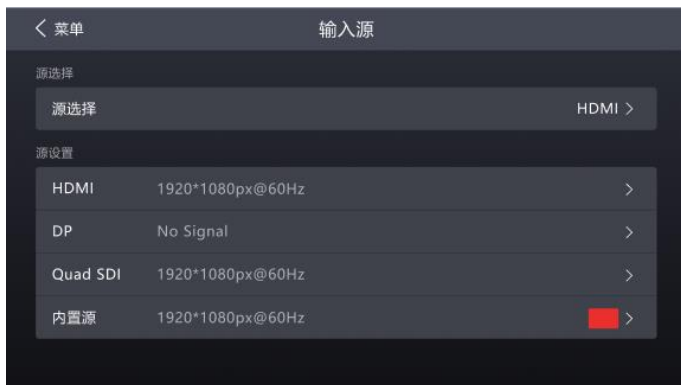 菜单 输入源
源选择
源选择 HDMI
源设置
HDMI 1920*1080px@60Hz
DP No Signal
Quad SDI 1920*1080px@60Hz
内置源 1920*1080px@60Hz